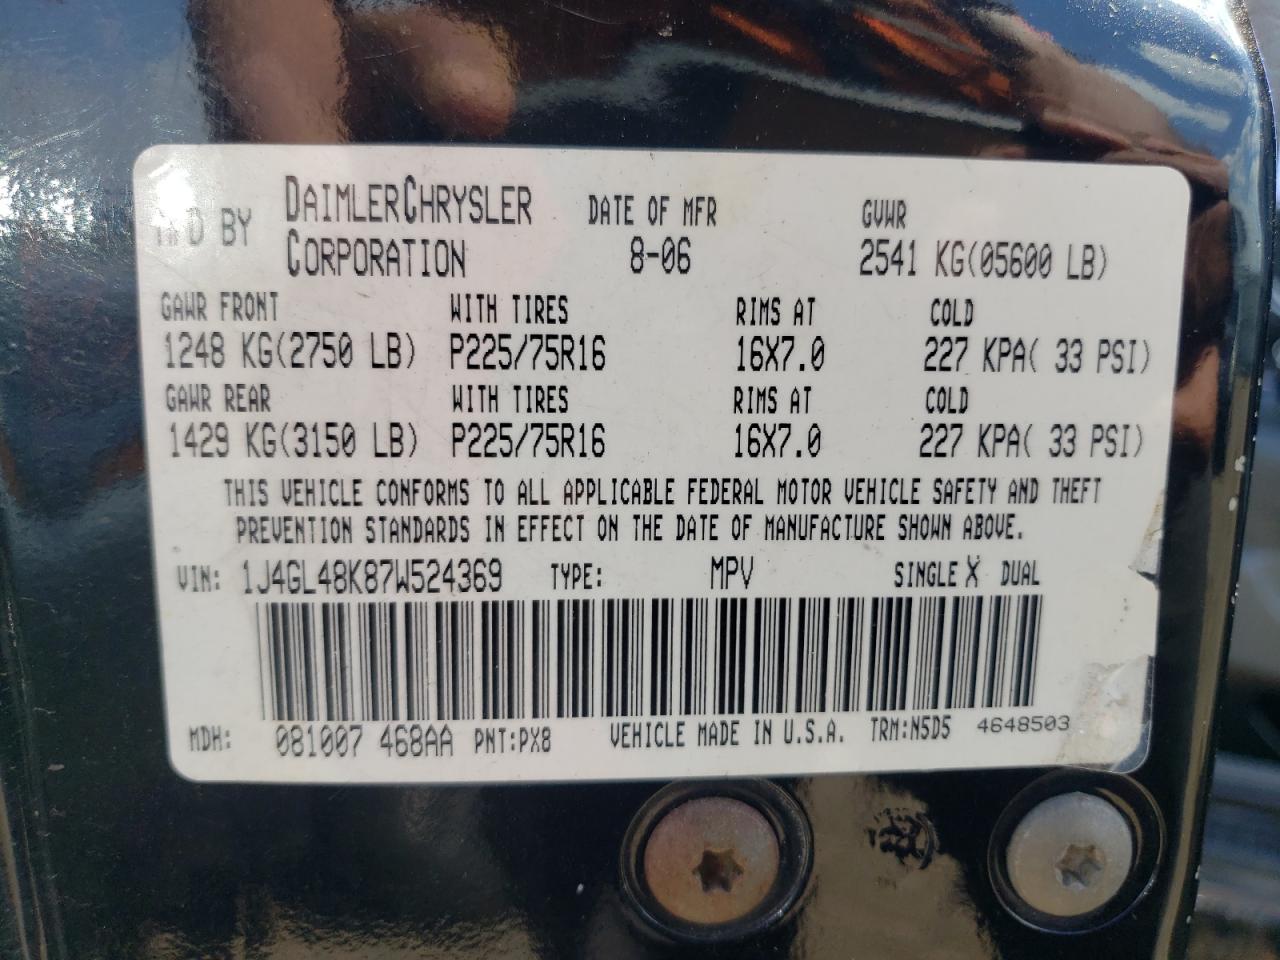 MFD BY DAIMLERCHRYSLER CORPORATION DATE OF MFR 8-06 GVWR 2541 KG(05600 LB)
GAWR FRONT WITH TIRES RIMS AT COLD
1248 KG(2750 LB) P225/75R16 16X7.0 227 KPA( 33 PSI)
GAWR REAR WITH TIRES RIMS AT COLD
1429 KG(3150 LB) P225/75R16 16X7.0 227 KPA( 33 PSI)
THIS VEHICLE CONFORMS TO ALL APPLICABLE FEDERAL MOTOR VEHICLE SAFETY AND THEFT
PREVENTION STANDARDS IN EFFECT ON THE DATE OF MANUFACTURE SHOWN ABOVE.
VIN: 1J4GL48K87W524369 TYPE: MPV SINGLE X DUAL
MDH: 081007 468AA PNT:PX8 VEHICLE MADE IN U.S.A. TRM:N5D5 4648503